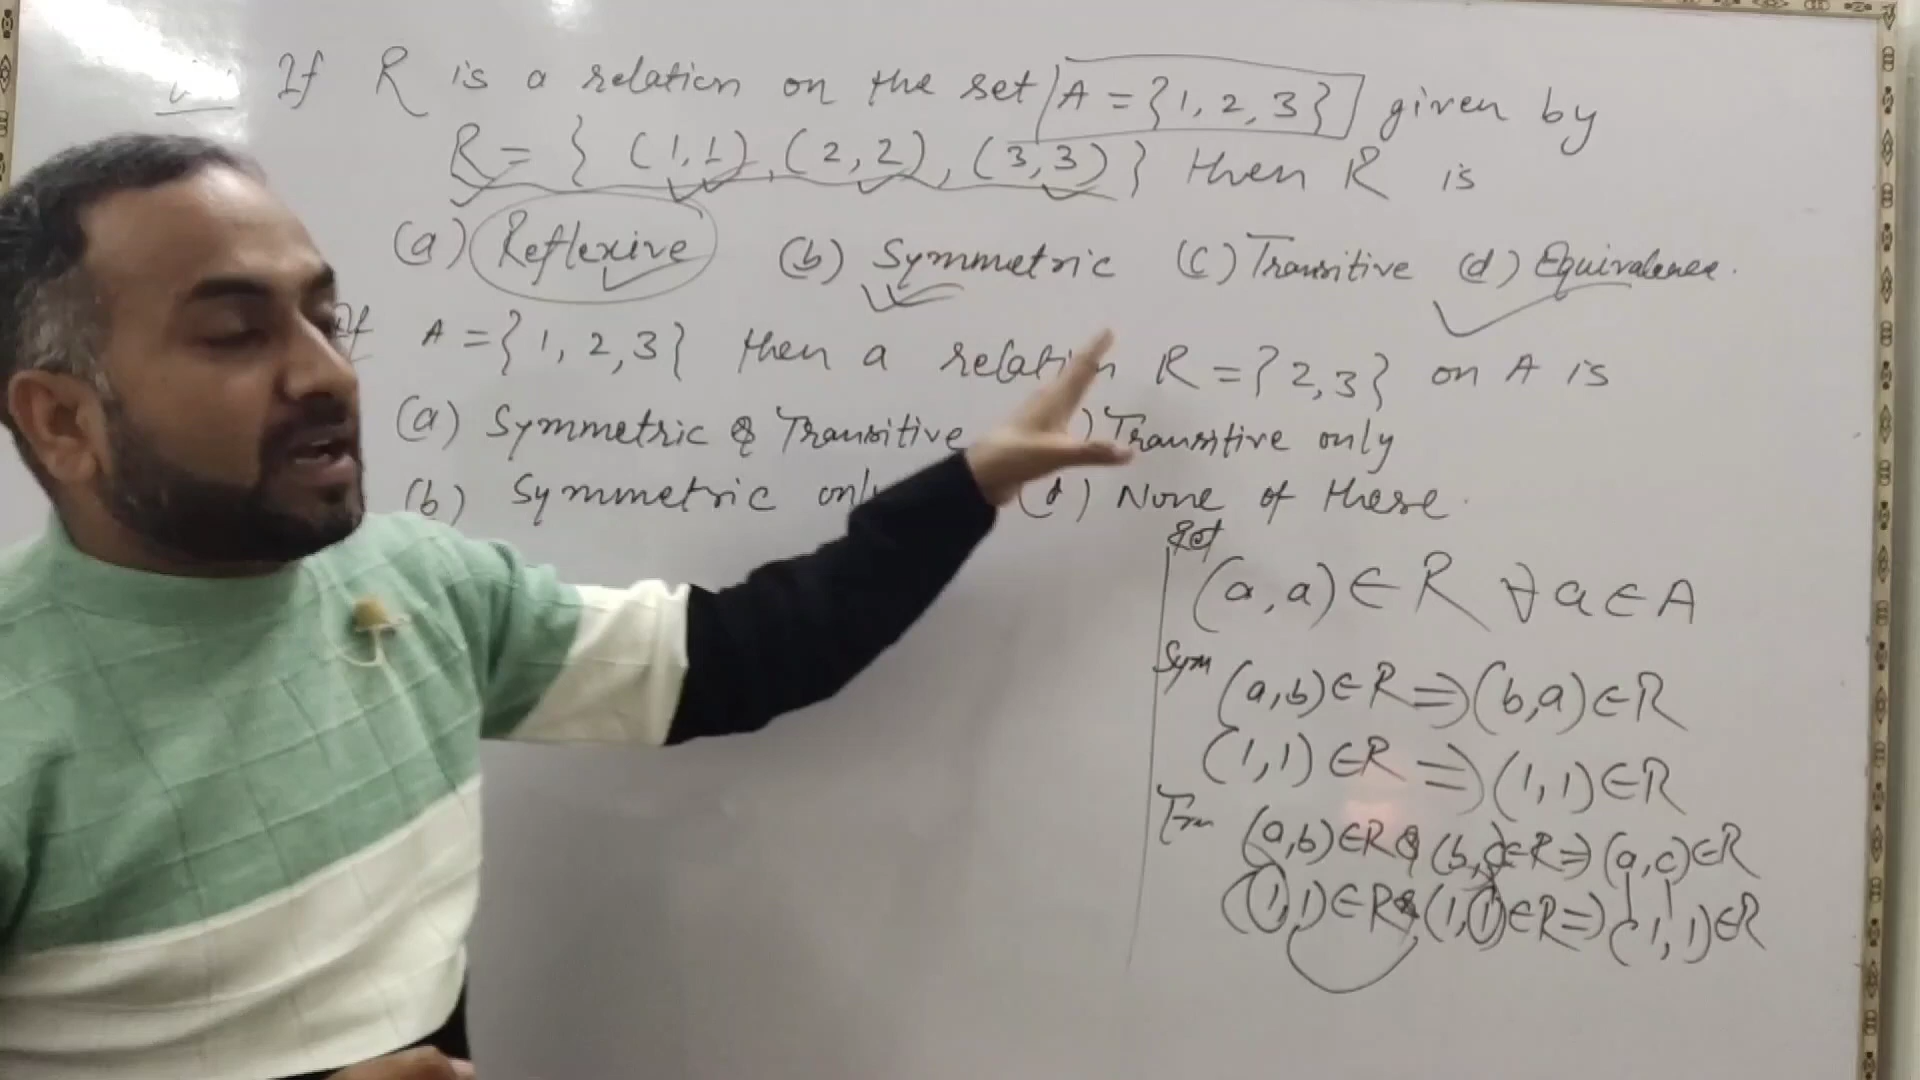 If R is a relation on the set A = {1, 2, 3} given by
R = { (1,1), (2,2), (3,3) } then R is
(a) Reflexive (b) Symmetric (c) Transitive (d) Equivalence.
If A = {1, 2, 3} then a relation R = {2,3} on A is
(a) Symmetric & Transitive ) Transitive only
(b) Symmetric only (d) None of these.
Ref
(a,a) ∈ R ∀ a ∈ A
Sym (a,b) ∈ R ⇒ (b,a) ∈ R
(1,1) ∈ R ⇒ (1,1) ∈ R
Tra (a,b) ∈ R & (b,c) ∈ R ⇒ (a,c) ∈ R
(1,1) ∈ R & (1,1) ∈ R ⇒ (1,1) ∈ R